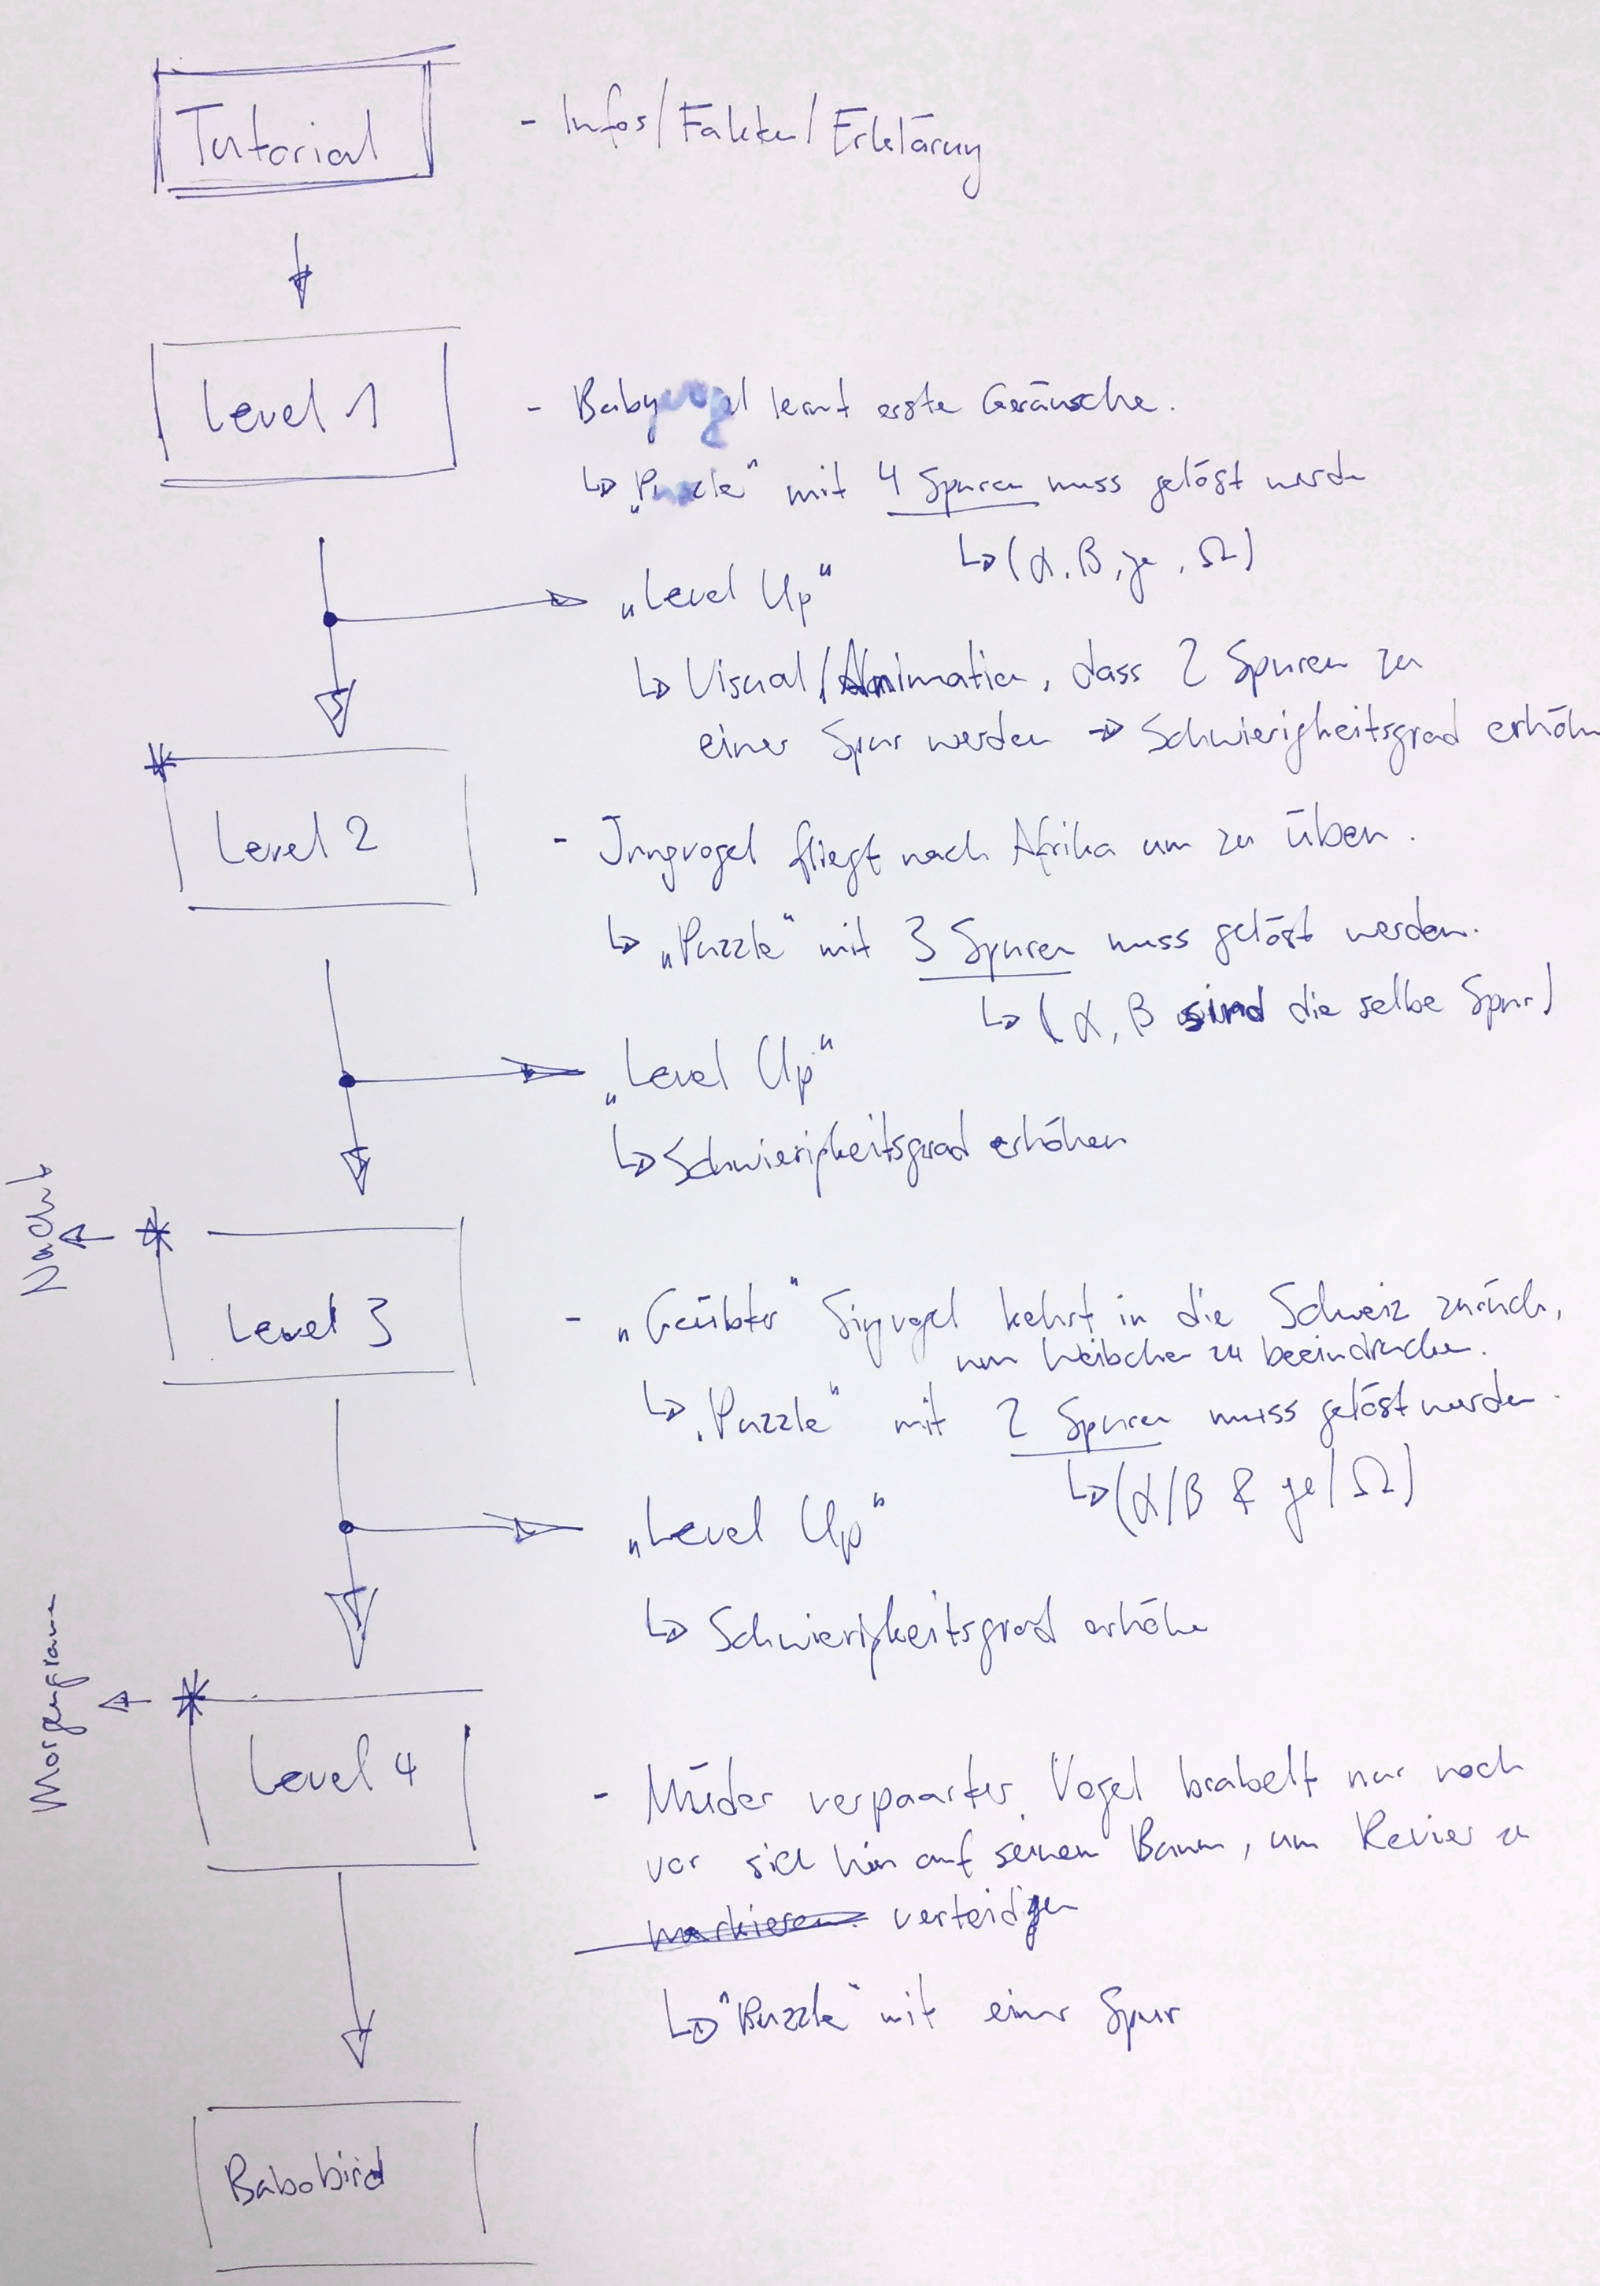 Tutorial
- Infos/Fakten/Erklärung
Level 1
- Babyvogel lernt erste Geräusche.
↳ „Puzzle" mit 4 Spuren muss gelöst werden
↳ (α, β, γe, Ω)
„Level Up"
↳ Visual/Animation, dass 2 Spuren zu
einer Spur werden → Schwierigkeitsgrad erhöhe
* Level 2
- Jungvogel fliegt nach Afrika um zu üben.
↳ „Puzzle" mit 3 Spuren muss gelöst werden.
↳ (α, β sind die selbe Spur)
„Level Up"
↳ Schwierigkeitsgrad erhöhen
Nacht ← *
Level 3
- „Geübter" Singvogel kehrt in die Schweiz zurück,
um Weibchen zu beeindrucken.
↳ „Puzzle" mit 2 Spuren muss gelöst werden.
↳ (α/β & γe/Ω)
„Level Up"
↳ Schwierigkeitsgrad erhöhe
Morgengrauen ← *
Level 4
- Müder verpaarter Vogel brabelt nur noch
vor sich hin auf seinem Baum, um Revier zu
markieren verteidigen
↳ "Puzzle" mit einer Spur
Babobird